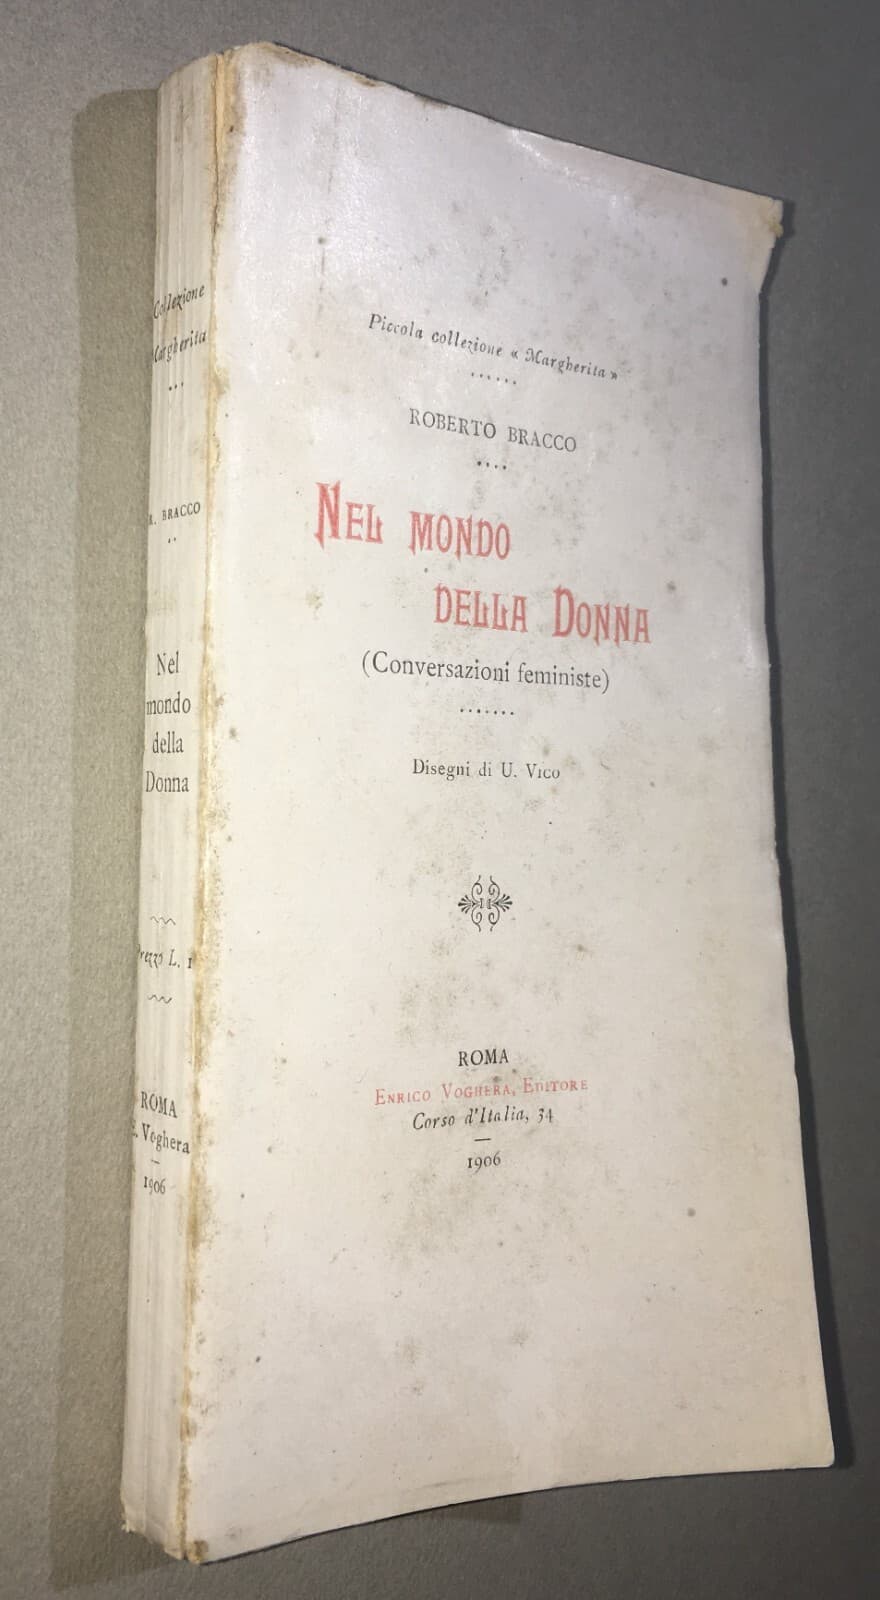 Piccola collezione « Margherita »
ROBERTO BRACCO
NEL MONDO
DELLA DONNA
(Conversazioni feministe)
Disegni di U. VICO
ROMA
ENRICO VOGHERA, EDITORE
Corso d'Italia, 34
1906
Collezione
Margherita
R. BRACCO
Nel
mondo
della
Donna
Prezzo L. 1
ROMA
E. Voghera
1906